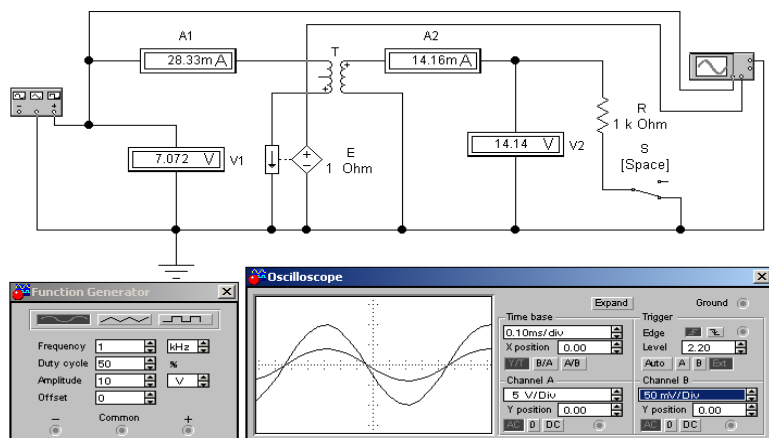 A1
28.33m A
T
A2
14.16m A
7.072 V
V1
E
1 Ohm
14.14 V
V2
R
1 k Ohm
S
[Space]
Function Generator
Frequency 1 kHz
Duty cycle 50 %
Amplitude 10 V
Offset 0
− Common +
Oscilloscope
Expand
Ground
Time base
0.10ms/div
X position 0.00
Y/T B/A A/B
Trigger
Edge
Level 2.20
Auto A B Ext
Channel A
5 V/Div
Y position 0.00
AC 0 DC
Channel B
50 mV/Div
Y position 0.00
AC 0 DC